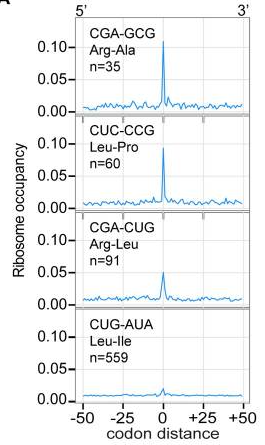 5' 3'
CGA-GCG
Arg-Ala
n=35
0.10
0.05
0.00
CUC-CCG
Leu-Pro
n=60
0.10
0.05
0.00
CGA-CUG
Arg-Leu
n=91
0.10
0.05
0.00
CUG-AUA
Leu-Ile
n=559
0.10
0.05
0.00
Ribosome occupancy
-50 -25 0 +25 +50
codon distance